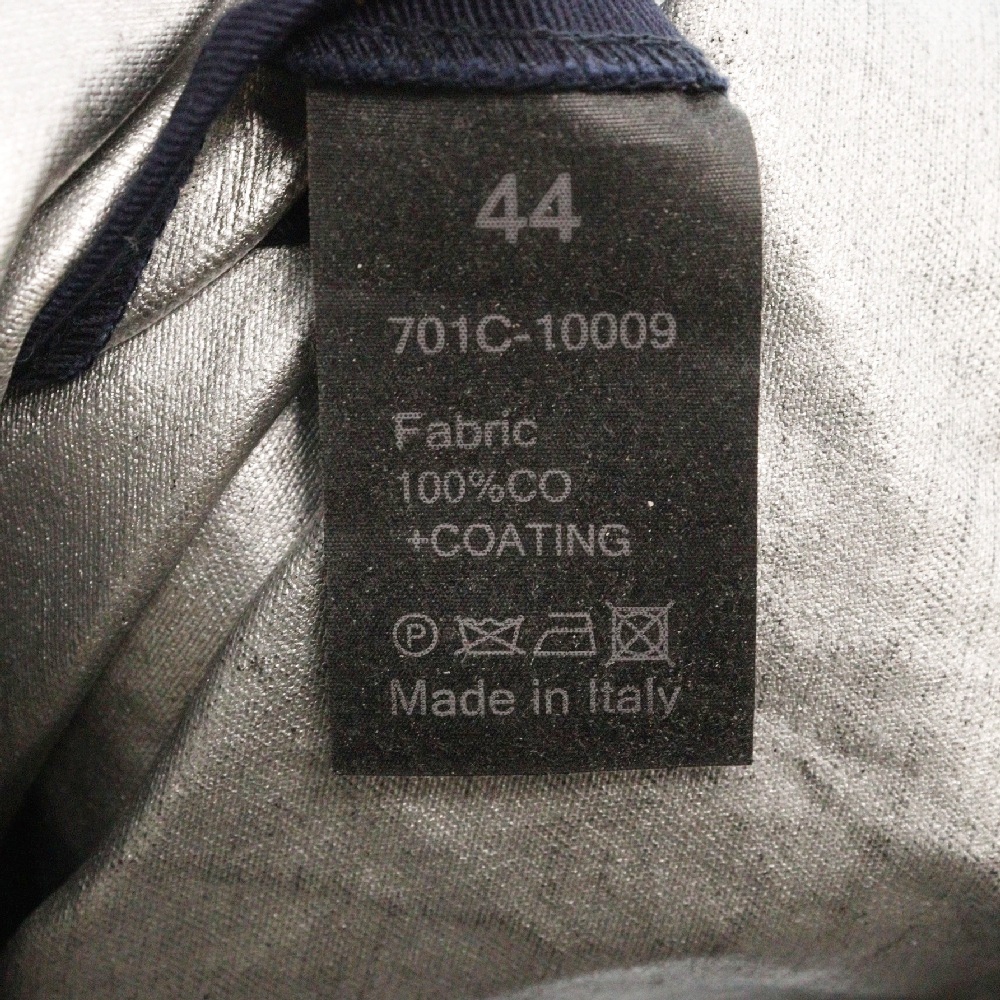 44
701C-10009
Fabric
100%CO
+COATING
P
Made in Italy